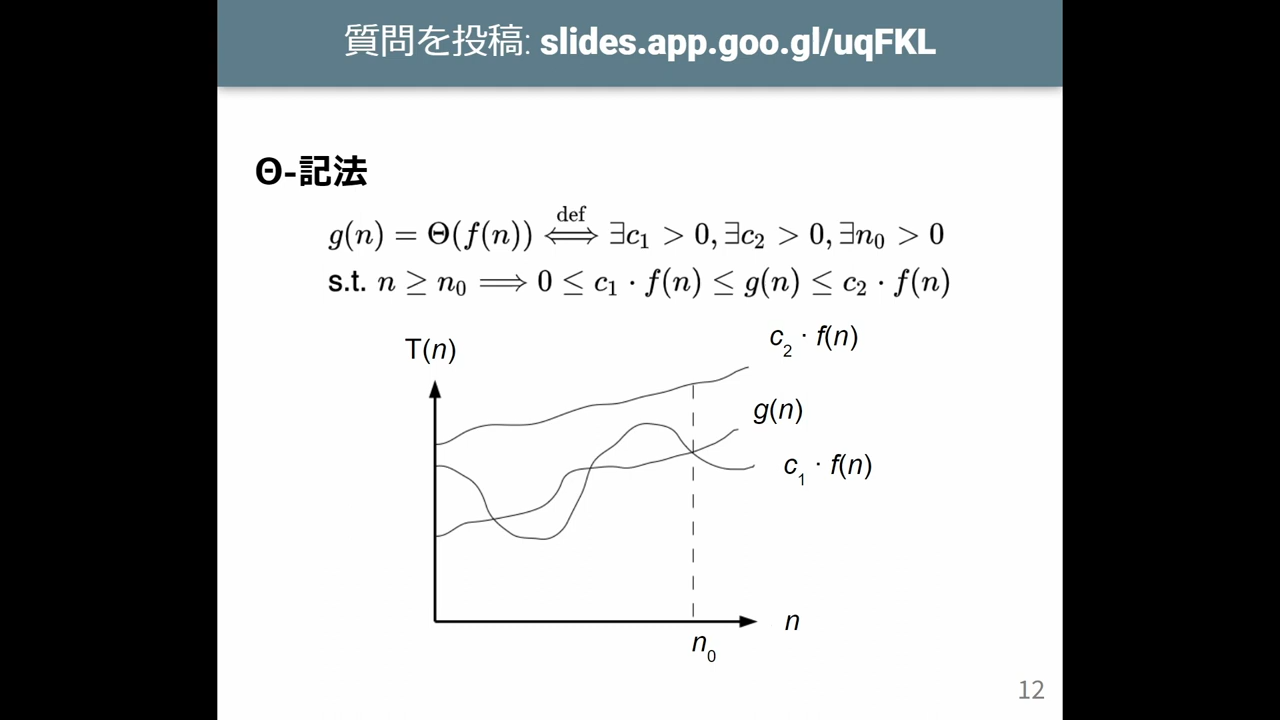 質問を投稿: slides.app.goo.gl/uqFKL
Θ-記法
g(n) = Θ(f(n)) ⟺ def ∃c₁ > 0, ∃c₂ > 0, ∃n₀ > 0
s.t. n ≥ n₀ ⟹ 0 ≤ c₁ · f(n) ≤ g(n) ≤ c₂ · f(n)
c₂ · f(n)
T(n)
g(n)
c₁ · f(n)
n
n₀
12